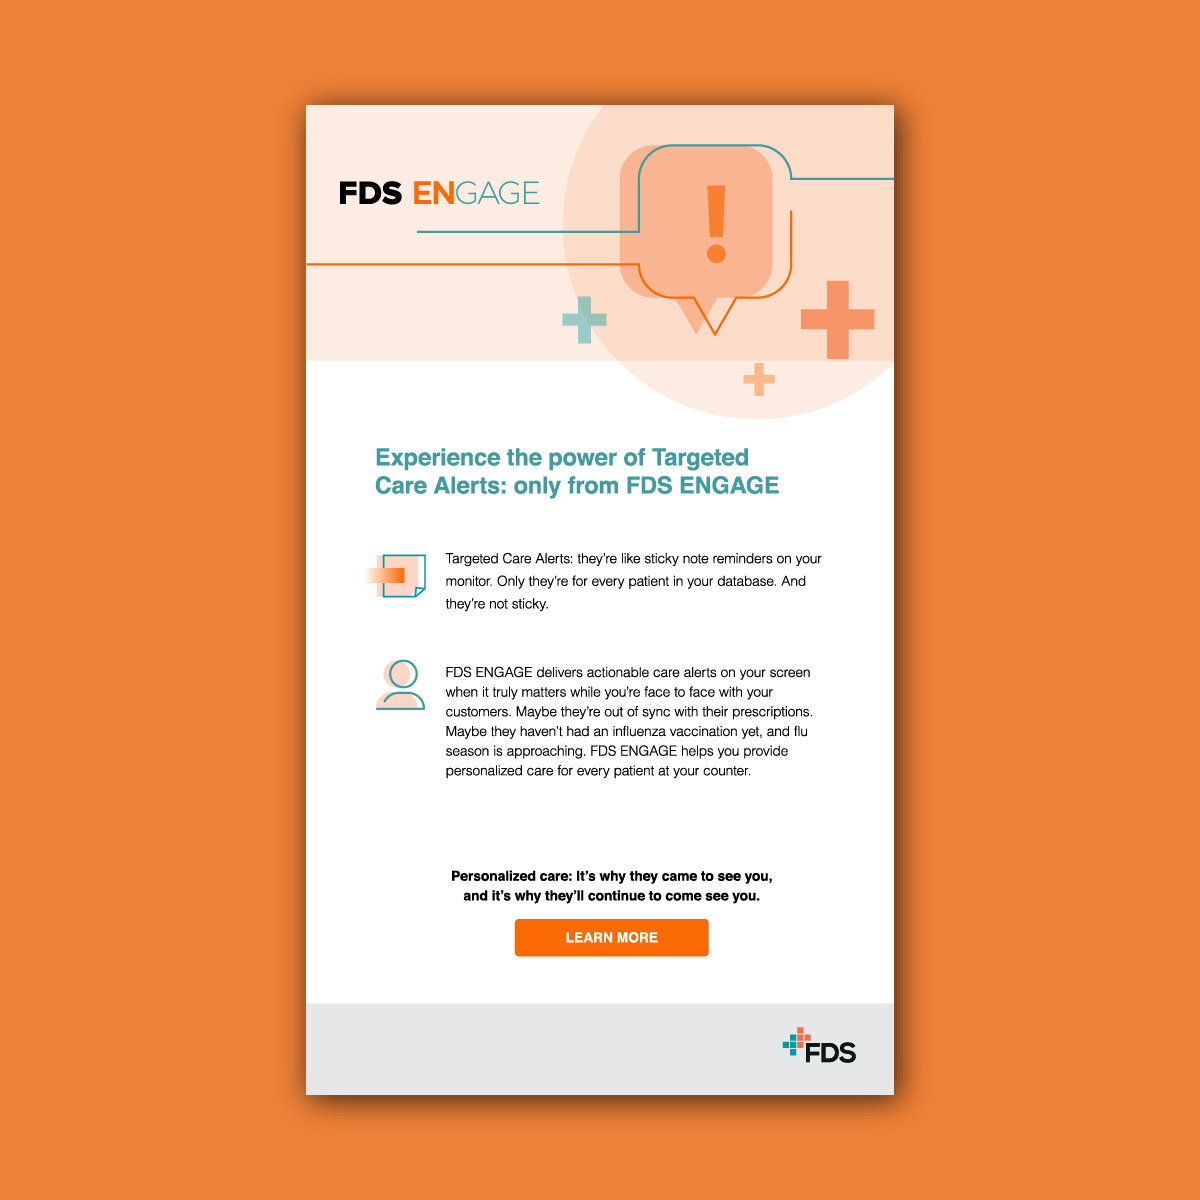 FDS ENGAGE
!
Experience the power of Targeted
Care Alerts: only from FDS ENGAGE
Targeted Care Alerts: they’re like sticky note reminders on your
monitor. Only they’re for every patient in your database. And
they’re not sticky.
FDS ENGAGE delivers actionable care alerts on your screen
when it truly matters while you’re face to face with your
customers. Maybe they’re out of sync with their prescriptions.
Maybe they haven’t had an influenza vaccination yet, and flu
season is approaching. FDS ENGAGE helps you provide
personalized care for every patient at your counter.
Personalized care: It’s why they came to see you,
and it’s why they’ll continue to come see you.
LEARN MORE
FDS